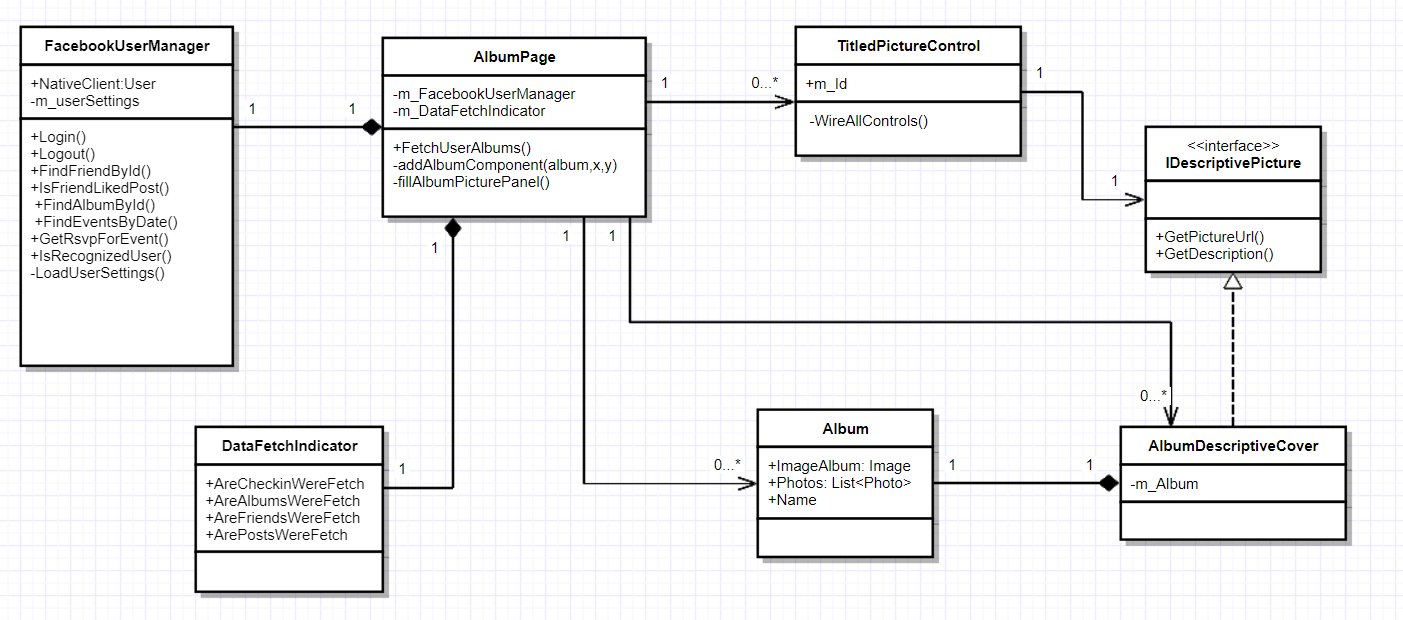 FacebookUserManager
+NativeClient:User
-m_userSettings
+Login()
+Logout()
+FindFriendById()
+IsFriendLikedPost()
+FindAlbumById()
+FindEventsByDate()
+GetRsvpForEvent()
+IsRecognizedUser()
-LoadUserSettings()
1
1
AlbumPage
-m_FacebookUserManager
-m_DataFetchIndicator
+FetchUserAlbums()
-addAlbumComponent(album,x,y)
-fillAlbumPicturePanel()
1
0...*
TitledPictureControl
+m_Id
-WireAllControls()
1
1
<<interface>>
IDescriptivePicture
+GetPictureUrl()
+GetDescription()
1
1
1
DataFetchIndicator
+AreCheckinWereFetch
+AreAlbumsWereFetch
+AreFriendsWereFetch
+ArePostsWereFetch
1
0...*
Album
+ImageAlbum: Image
+Photos: List<Photo>
+Name
1
1
0...*
AlbumDescriptiveCover
-m_Album